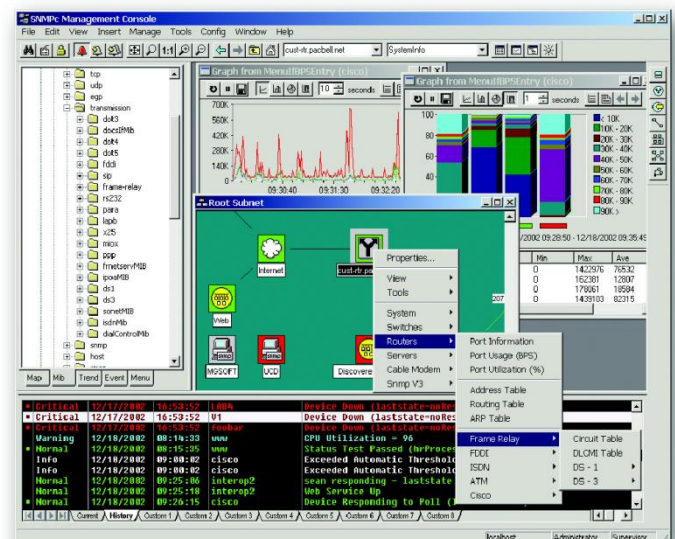 SNMPc Management Console
File Edit View Insert Manage Tools Config Window Help
1:1
cust-rtr.pacbell.net
SystemInfo
tcp
udp
egp
transmission
dot3
docsIfMib
dot4
dot5
fddi
sip
frame-relay
rs232
para
lapb
x25
miox
ppp
frnetservMIB
ipoaMIB
ds1
ds3
sonetMIB
isdnMib
dialControlMib
snmp
host
Map Mib Trend Event Menu
Graph from MenuIfBPSEntry (cisco)
10 seconds
700K
560K
420K
280K
140K
0
09:30:40 09:31:30 09:32:20
Graph from MenuIfBPSEntry (cisco)
1 seconds
100
80
60
40
< 10K
10K - 20K
20K - 30K
30K - 40K
40K - 50K
50K - 60K
60K - 70K
70K - 80K
80K - 90K
90K >
/2002 09:28:50 - 12/18/2002 09:35:45
Min Max Ave
0 1422976 76532
0 162381 12807
0 178061 18584
0 1439103 82315
Root Subnet
Internet
cust-rtr.pac
Web
MGSOFT
UCD
Discovere
207
Properties...
View
Tools
System
Switches
Routers
Servers
Cable Modem
Snmp V3
Port Information
Port Usage (BPS)
Port Utilization (%)
Address Table
Routing Table
ARP Table
Frame Relay
FDDI
ISDN
ATM
Cisco
Circuit Table
DLCMI Table
DS - 1
DS - 3
Critical 12/17/2002 16:53:52 LAB4 Device Down (laststate=noRes
Critical 12/17/2002 16:53:52 V1 Device Down (laststate=noRes
Critical 12/17/2002 16:53:52 foobar Device Down (laststate=noRes
Warning 12/18/2002 08:14:33 www CPU Utilization = 96
Normal 12/18/2002 08:15:35 www Status Test Passed (hrProces
Info 12/18/2002 09:00:02 cisco Exceeded Automatic Threshol
Info 12/18/2002 09:00:02 cisco Exceeded Automatic Threshol
Normal 12/18/2002 09:25:06 interop2 sean responding - laststate
Normal 12/18/2002 09:25:18 interop2 Web Service Up
Normal 12/18/2002 09:26:15 cisco Device Responding to Poll (
Current History Custom 1 Custom 2 Custom 3 Custom 4 Custom 5 Custom 6 Custom 7 Custom 8
localhost Administrator Supervisor